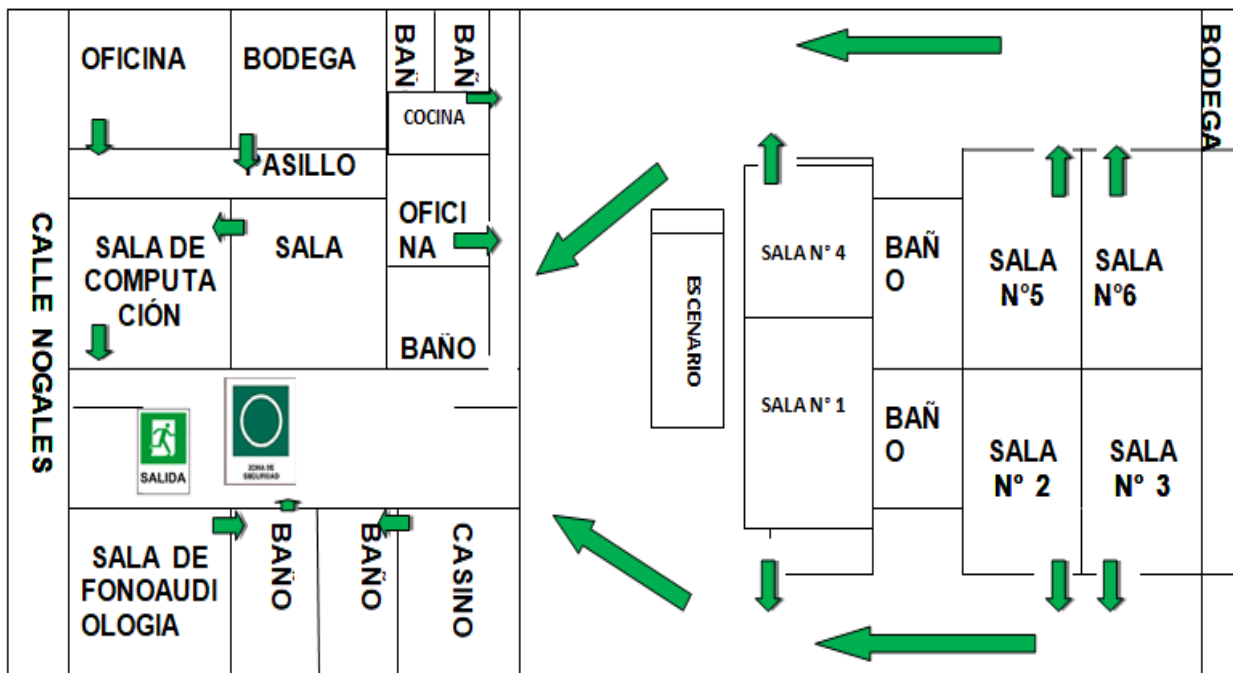 OFICINA
BODEGA
BAÑ
BAÑ
COCINA
PASILLO
CALLE NOGALES
SALA DE
COMPUTA
CIÓN
SALA
OFICI
NA
BAÑO
SALIDA
ZONA DE
SEGURIDAD
SALA DE
FONOAUDI
OLOGIA
BAÑO
BAÑO
CASINO
ESCENARIO
SALA N° 4
SALA N° 1
BAÑ
O
BAÑ
O
SALA
N°5
SALA
N°6
SALA
N° 2
SALA
N° 3
BODEGA